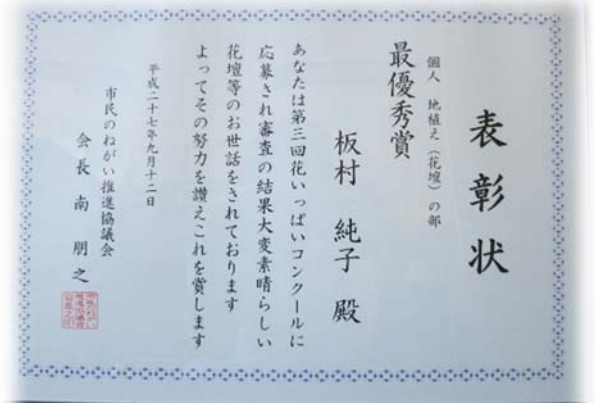 表彰状
個人 地植え（花壇）の部
最優秀賞
板村 純子 殿
あなたは第三回花いっぱいコンクールに
応募され審査の結果大変素晴らしい
花壇等のお世話をされております
よってその努力を讃えこれを賞します
平成二十七年九月十二日
市民のねがい推進協議会
会長 南 朋之